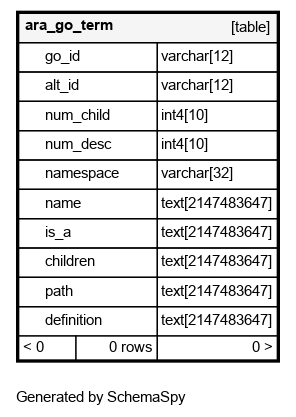 ara_go_term [table]
go_id varchar[12]
alt_id varchar[12]
num_child int4[10]
num_desc int4[10]
namespace varchar[32]
name text[2147483647]
is_a text[2147483647]
children text[2147483647]
path text[2147483647]
definition text[2147483647]
< 0 0 rows 0 >
Generated by SchemaSpy